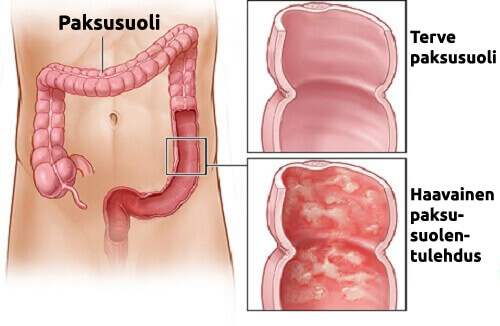 Paksusuoli
Terve
paksusuoli
Haavainen
paksu-
suolen-
tulehdus